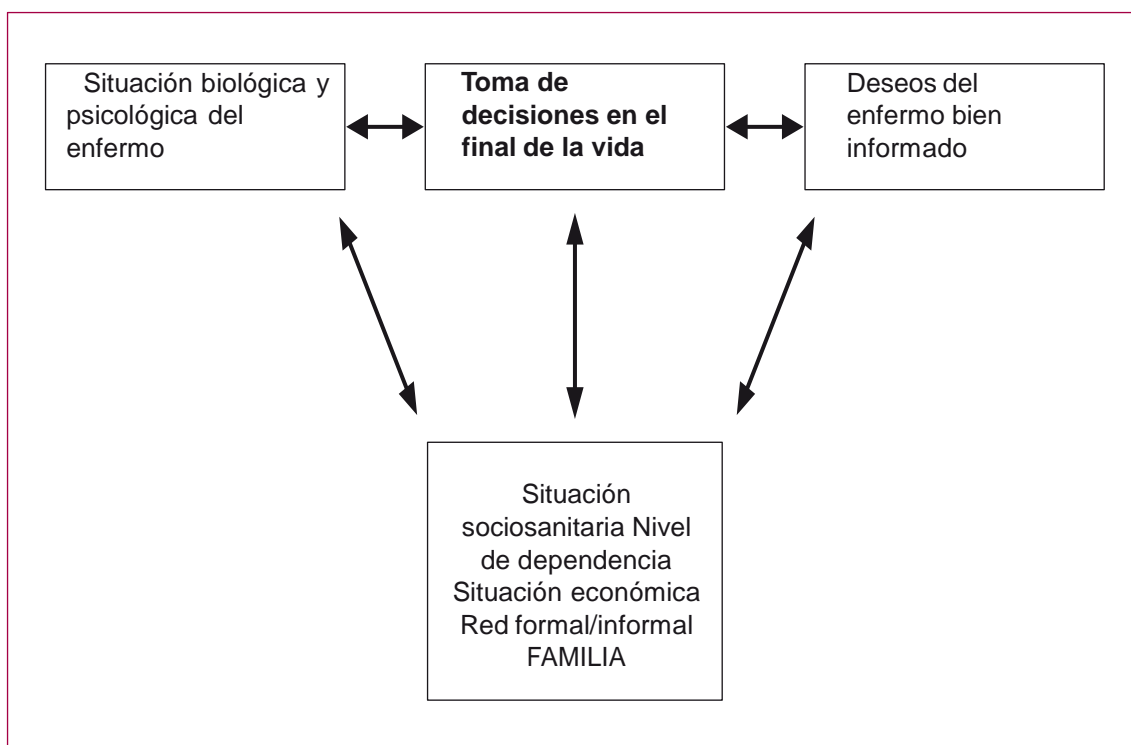 Situación biológica y
psicológica del
enfermo
Toma de
decisiones en el
final de la vida
Deseos del
enfermo bien
informado
Situación
sociosanitaria Nivel
de dependencia
Situación económica
Red formal/informal
FAMILIA